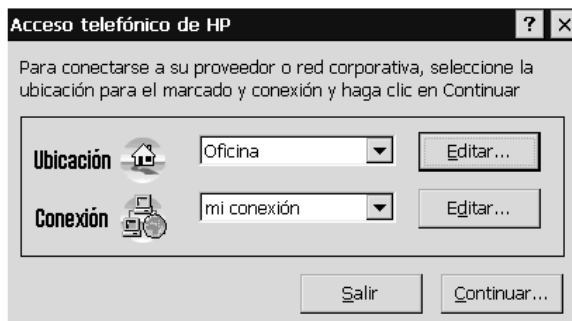 Acceso telefónico de HP ? ×
Para conectarse a su proveedor o red corporativa, seleccione la
ubicación para el marcado y conexión y haga clic en Continuar
Ubicación Oficina Editar...
Conexión mi conexión Editar...
Salir Continuar...